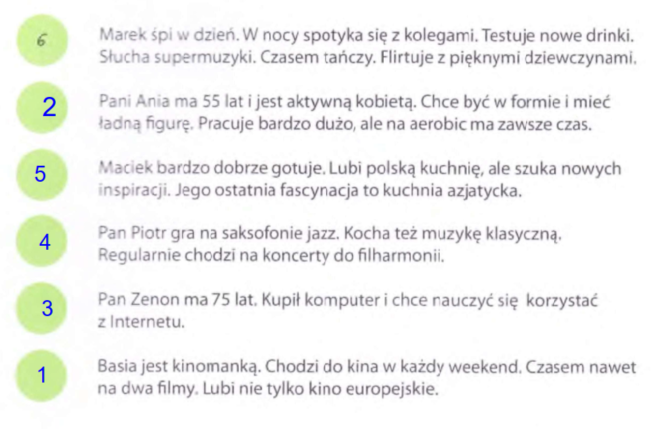 6 Marek śpi w dzień. W nocy spotyka się z kolegami. Testuje nowe drinki.
Słucha supermuzyki. Czasem tańczy. Flirtuje z pięknymi dziewczynami.
2 Pani Ania ma 55 lat i jest aktywną kobietą. Chce być w formie i mieć
ładną figurę. Pracuje bardzo dużo, ale na aerobic ma zawsze czas.
5 Maciek bardzo dobrze gotuje. Lubi polską kuchnię, ale szuka nowych
inspiracji. Jego ostatnia fascynacja to kuchnia azjatycka.
4 Pan Piotr gra na saksofonie jazz. Kocha też muzykę klasyczną.
Regularnie chodzi na koncerty do filharmonii.
3 Pan Zenon ma 75 lat. Kupił komputer i chce nauczyć się korzystać
z Internetu.
1 Basia jest kinomanką. Chodzi do kina w każdy weekend. Czasem nawet
na dwa filmy. Lubi nie tylko kino europejskie.